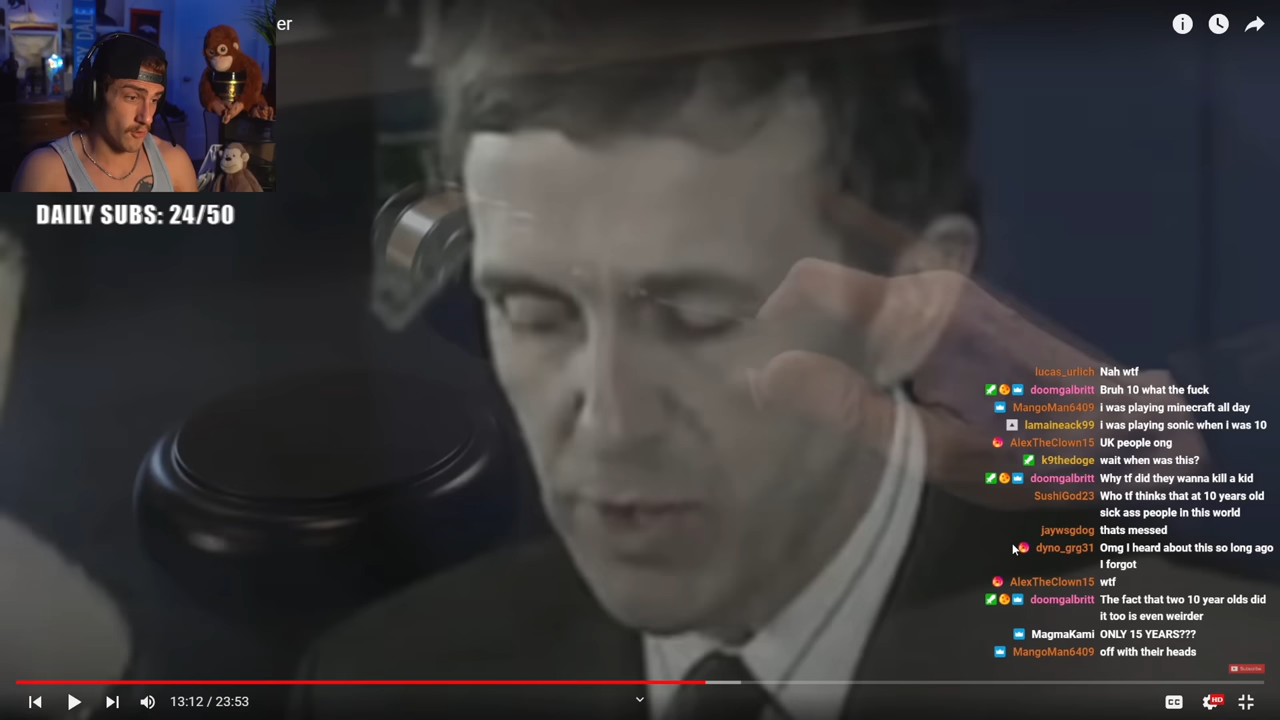 er
DAILY SUBS: 24/50
lucas_urlich Nah wtf
doomgalbritt Bruh 10 what the fuck
MangoMan6409 i was playing minecraft all day
lamaineack99 i was playing sonic when i was 10
AlexTheClown15 UK people ong
k9thedoge wait when was this?
doomgalbritt Why tf did they wanna kill a kid
SushiGod23 Who tf thinks that at 10 years old
sick ass people in this world
jaywsgdog thats messed
dyno_grg31 Omg I heard about this so long ago
I forgot
AlexTheClown15 wtf
doomgalbritt The fact that two 10 year olds did
it too is even weirder
MagmaKami ONLY 15 YEARS???
MangoMan6409 off with their heads
Subscribe
13:12 / 23:53
CC
HD